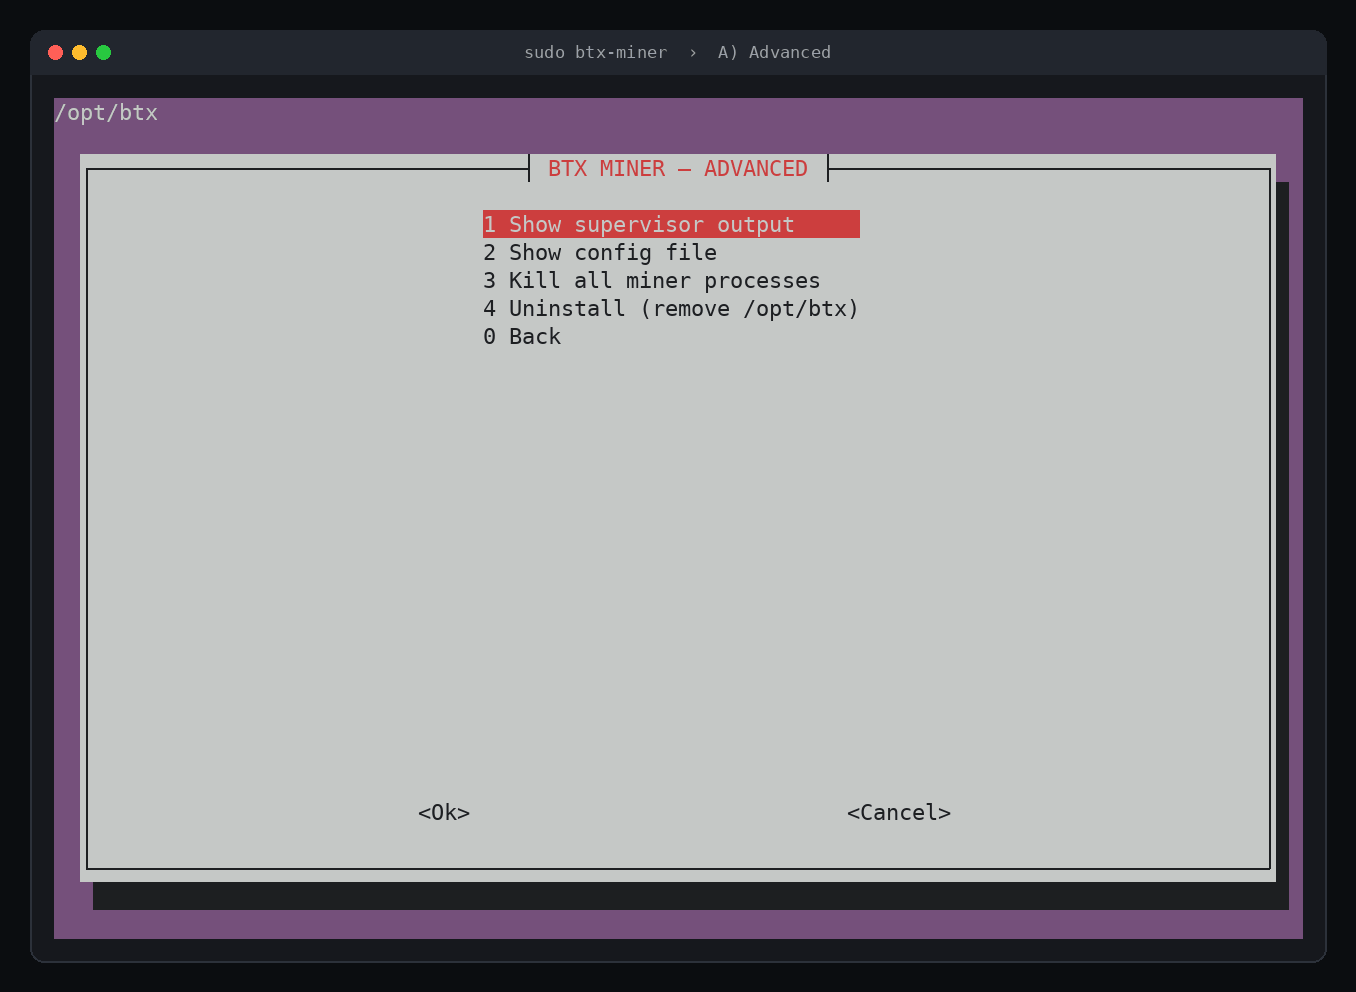 sudo btx-miner › A) Advanced
/opt/btx
BTX MINER — ADVANCED
1 Show supervisor output
2 Show config file
3 Kill all miner processes
4 Uninstall (remove /opt/btx)
0 Back
<Ok> <Cancel>